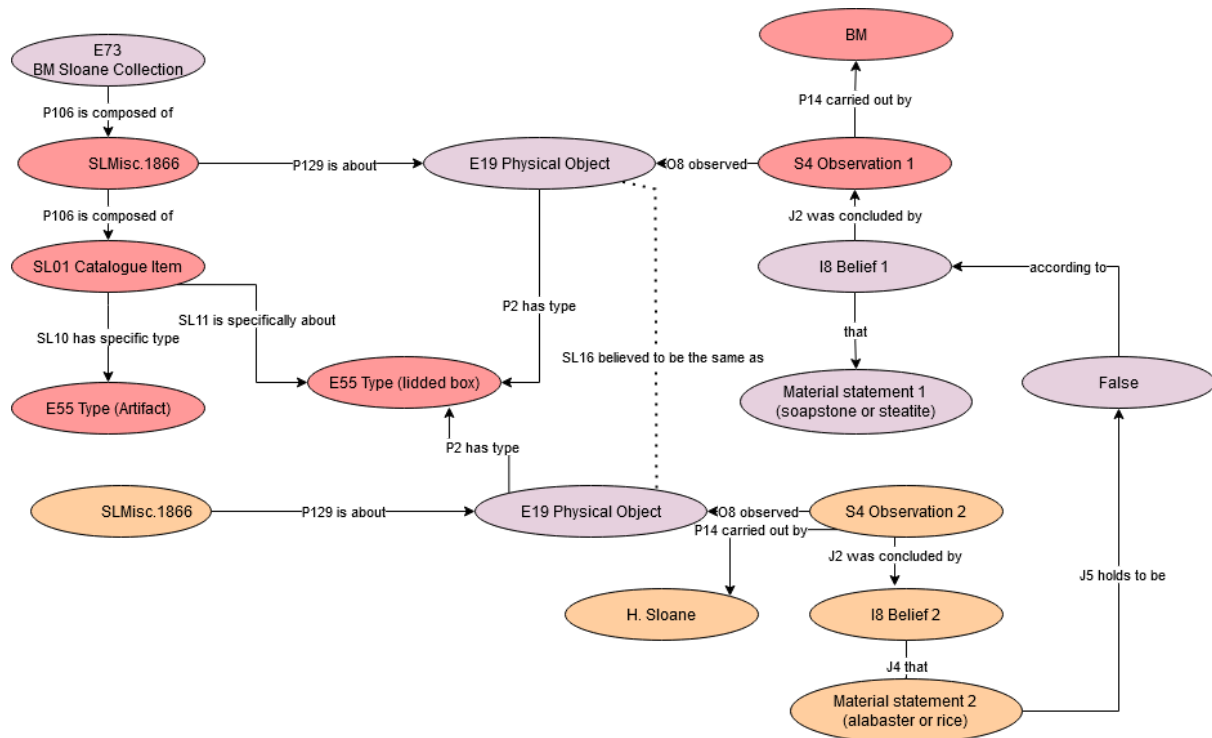 BM
E73
BM Sloane Collection
P106 is composed of
P14 carried out by
SLMisc.1866
P129 is about
E19 Physical Object
O8 observed
S4 Observation 1
P106 is composed of
J2 was concluded by
SL01 Catalogue Item
I8 Belief 1
according to
P2 has type
SL11 is specifically about
that
SL10 has specific type
SL16 believed to be the same as
E55 Type (lidded box)
False
Material statement 1
(soapstone or steatite)
E55 Type (Artifact)
P2 has type
SLMisc.1866
P129 is about
E19 Physical Object
O8 observed
S4 Observation 2
P14 carried out by
J2 was concluded by
J5 holds to be
H. Sloane
I8 Belief 2
J4 that
Material statement 2
(alabaster or rice)